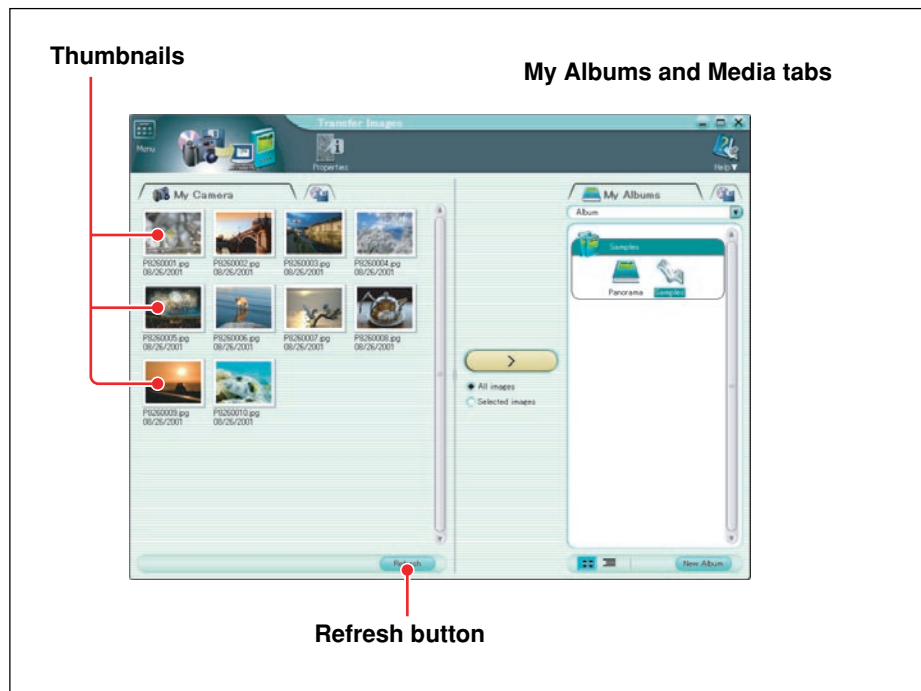 Thumbnails
My Albums and Media tabs
Transfer Images
Menu
Properties
Help▼
My Camera
My Albums
Album
P8260001.jpg P8260002.jpg P8260003.jpg P8260004.jpg
08/26/2001 08/26/2001 08/26/2001 08/26/2001
Samples
Panorama Samples
P8260005.jpg P8260006.jpg P8260007.jpg P8260008.jpg
08/26/2001 08/26/2001 08/26/2001 08/26/2001
>
All images
Selected images
P8260009.jpg P8260010.jpg
08/26/2001 08/26/2001
Refresh
New Album
Refresh button